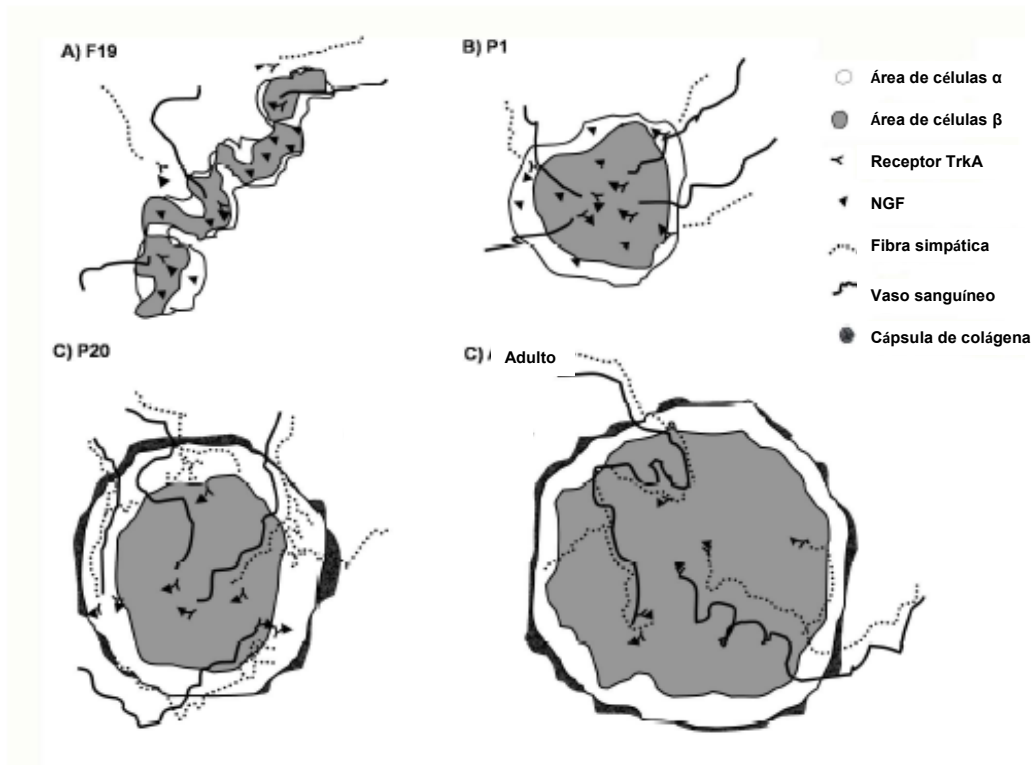 A) F19
B) P1
Área de células α
Área de células β
Receptor TrkA
NGF
Fibra simpática
Vaso sanguíneo
Cápsula de colágena
C) P20
C) Adulto